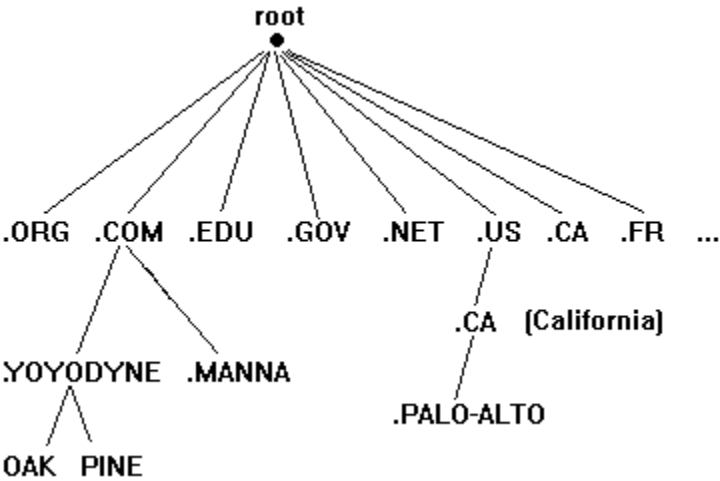 root
.ORG .COM .EDU .GOV .NET .US .CA .FR ...
.CA (California)
.YOYODYNE .MANNA
.PALO-ALTO
OAK PINE